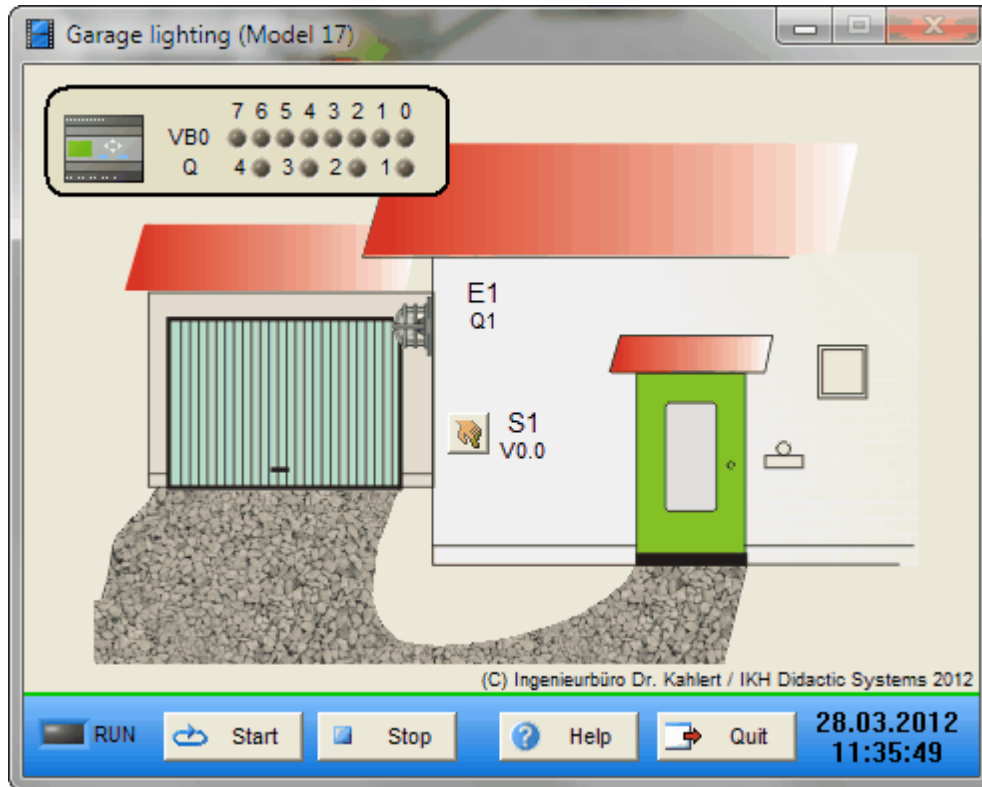 Garage lighting (Model 17)
7 6 5 4 3 2 1 0
VB0
Q 4 3 2 1
E1
Q1
S1
V0.0
(C) Ingenieurbüro Dr. Kahlert / IKH Didactic Systems 2012
RUN Start Stop Help Quit
28.03.2012
11:35:49